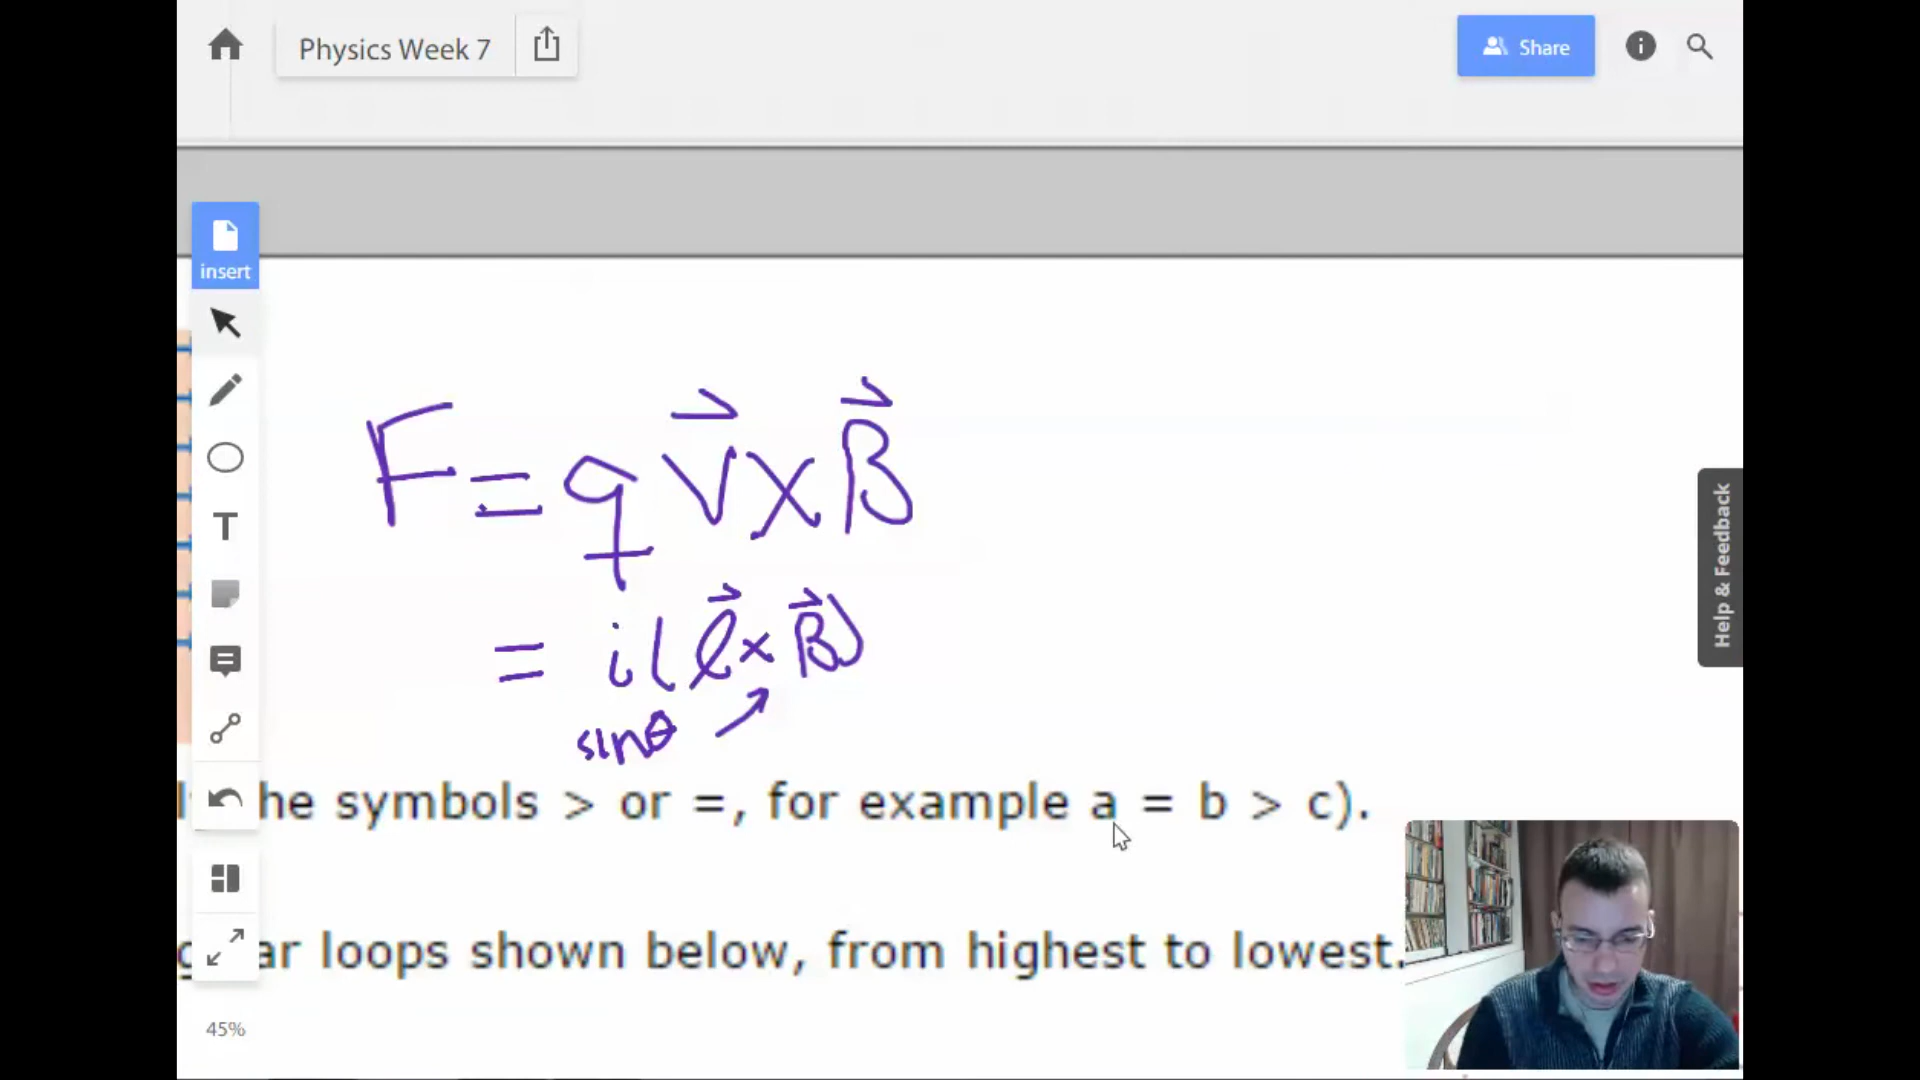 Physics Week 7
Share
insert
F = q v⃗ x B⃗
= i( ℓ⃗ x B⃗ )
sinθ
he symbols > or =, for example a = b > c).
ar loops shown below, from highest to lowest.
Help & Feedback
45%